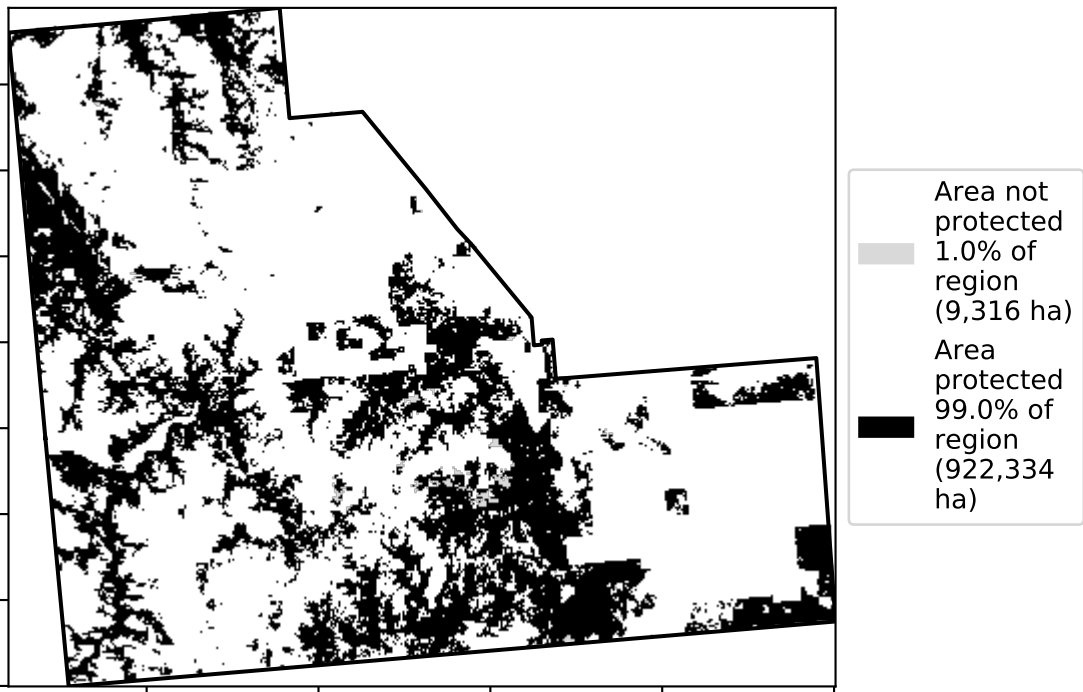 Area not
protected
1.0% of
region
(9,316 ha)
Area
protected
99.0% of
region
(922,334
ha)